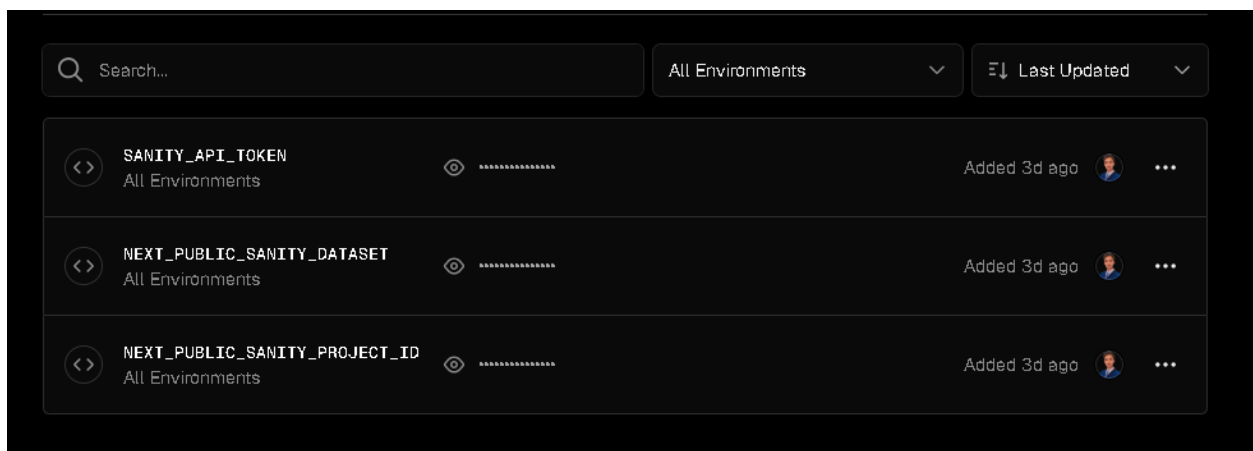 Search...
All Environments
Last Updated
SANITY_API_TOKEN
All Environments
Added 3d ago
NEXT_PUBLIC_SANITY_DATASET
All Environments
Added 3d ago
NEXT_PUBLIC_SANITY_PROJECT_ID
All Environments
Added 3d ago